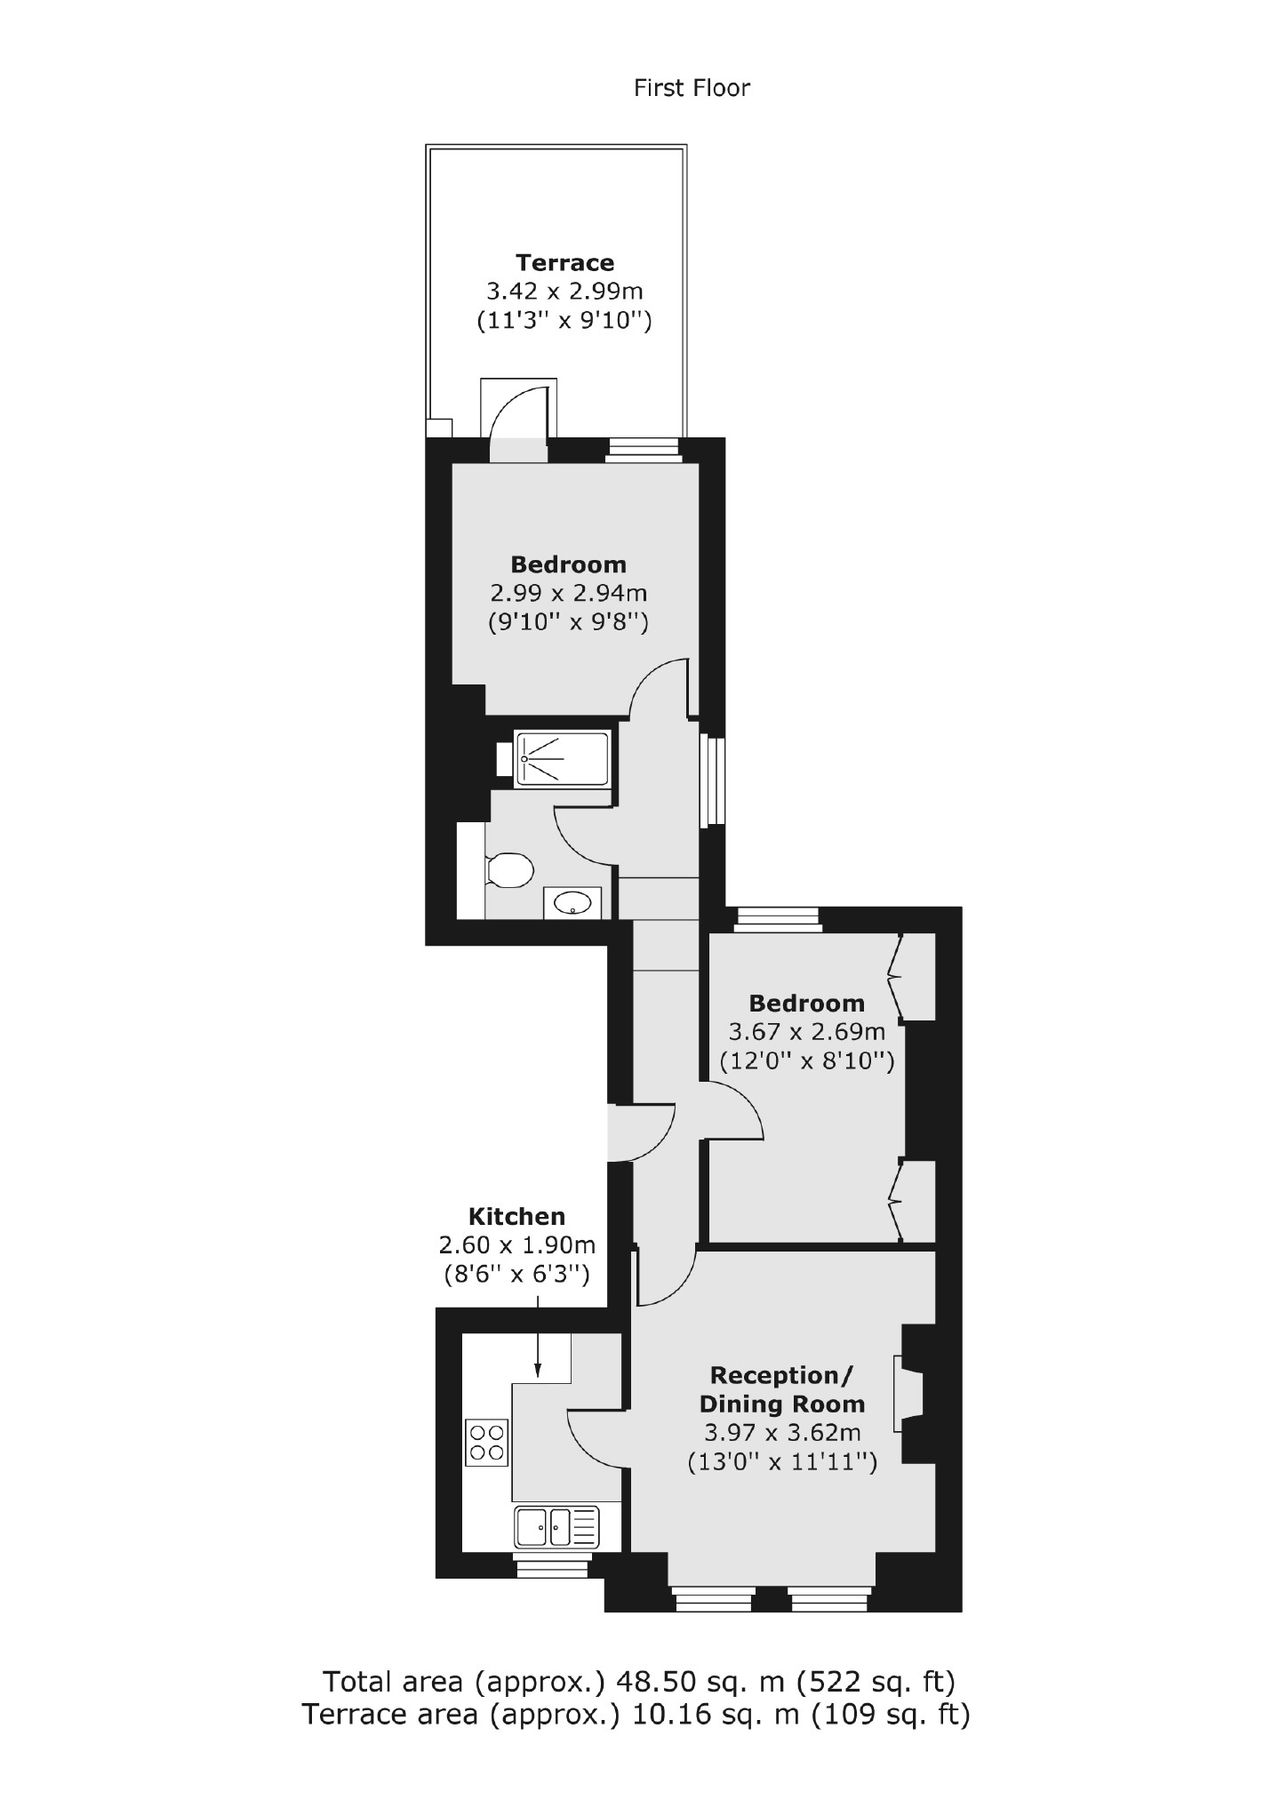 First Floor
Terrace
3.42 x 2.99m
(11'3" x 9'10")
Bedroom
2.99 x 2.94m
(9'10" x 9'8")
Bedroom
3.67 x 2.69m
(12'0" x 8'10")
Kitchen
2.60 x 1.90m
(8'6" x 6'3")
Reception/
Dining Room
3.97 x 3.62m
(13'0" x 11'11")
Total area (approx.) 48.50 sq. m (522 sq. ft)
Terrace area (approx.) 10.16 sq. m (109 sq. ft)